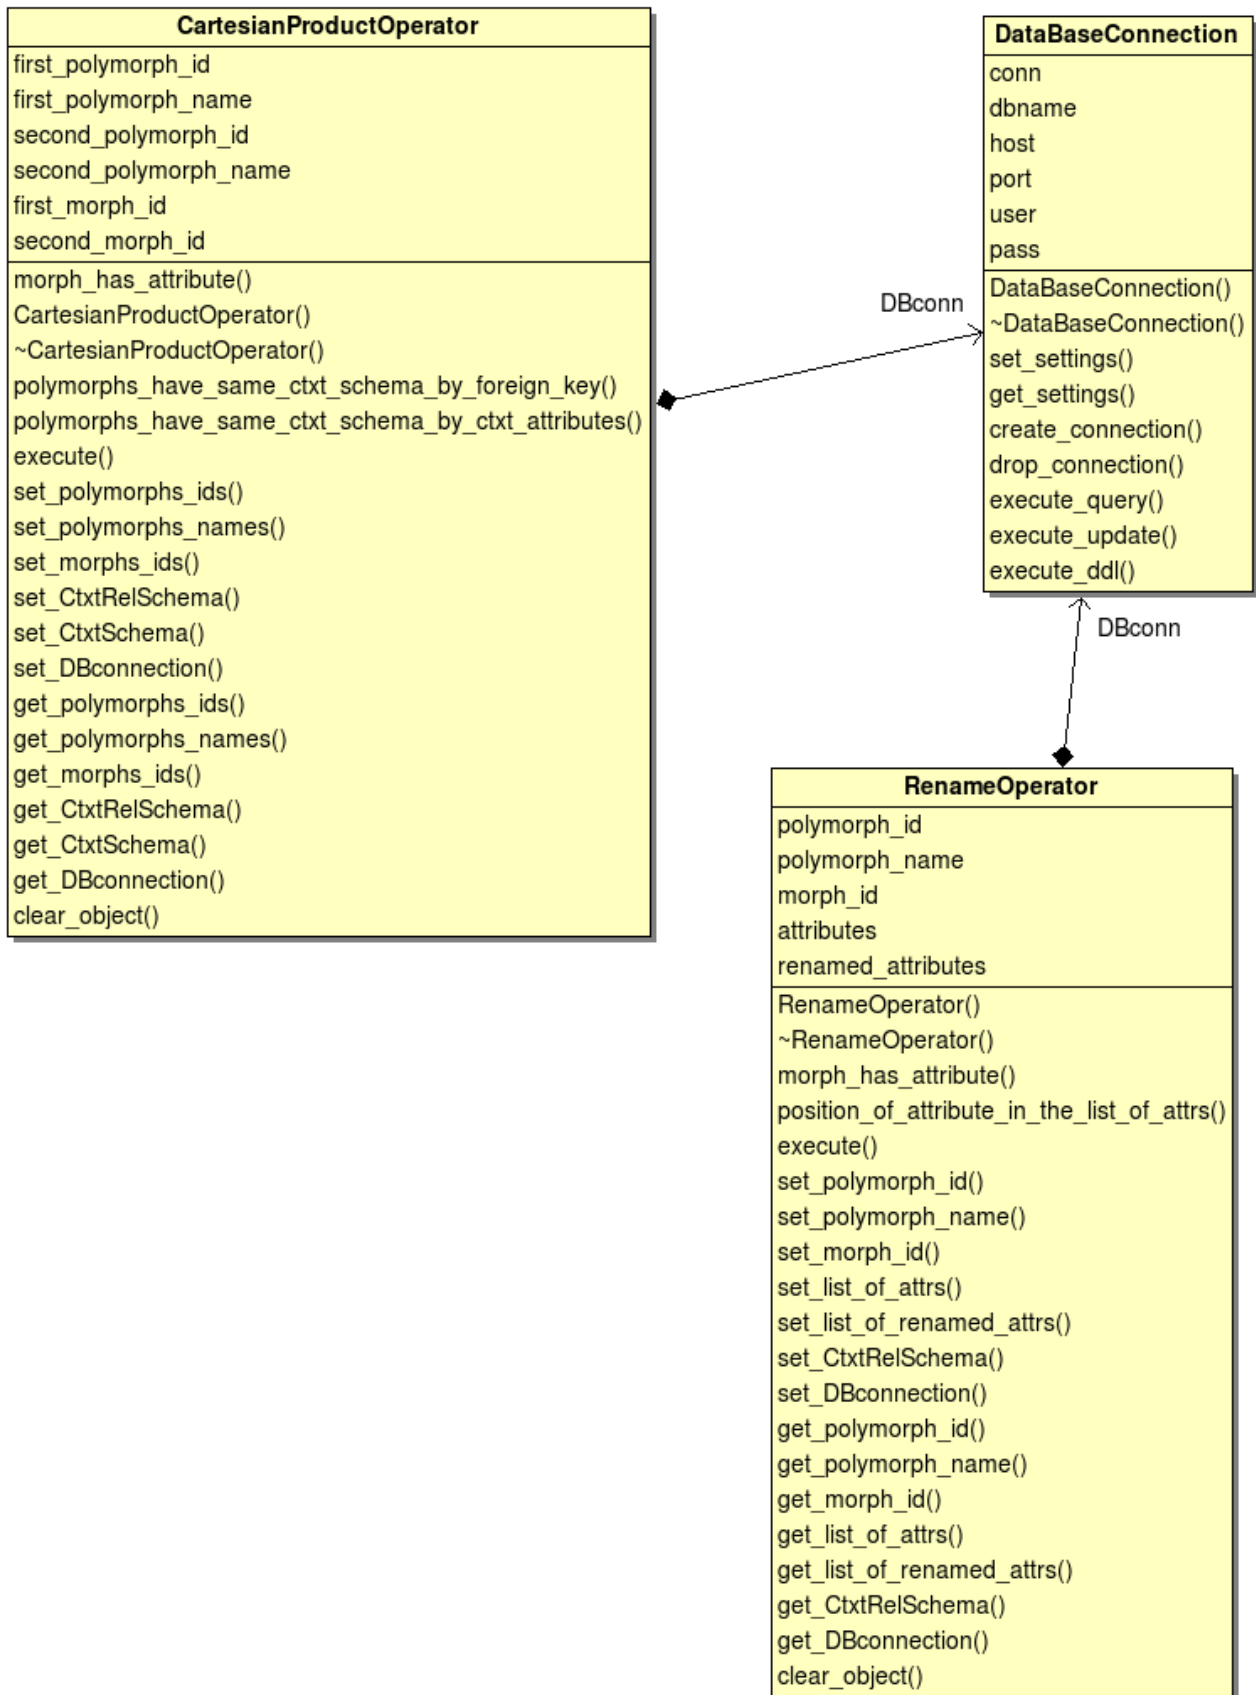 CartesianProductOperator
first_polymorph_id
first_polymorph_name
second_polymorph_id
second_polymorph_name
first_morph_id
second_morph_id
morph_has_attribute()
CartesianProductOperator()
~CartesianProductOperator()
polymorphs_have_same_ctxt_schema_by_foreign_key()
polymorphs_have_same_ctxt_schema_by_ctxt_attributes()
execute()
set_polymorphs_ids()
set_polymorphs_names()
set_morphs_ids()
set_CtxtRelSchema()
set_CtxtSchema()
set_DBconnection()
get_polymorphs_ids()
get_polymorphs_names()
get_morphs_ids()
get_CtxtRelSchema()
get_CtxtSchema()
get_DBconnection()
clear_object()
DBconn
DataBaseConnection
conn
dbname
host
port
user
pass
DataBaseConnection()
~DataBaseConnection()
set_settings()
get_settings()
create_connection()
drop_connection()
execute_query()
execute_update()
execute_ddl()
DBconn
RenameOperator
polymorph_id
polymorph_name
morph_id
attributes
renamed_attributes
RenameOperator()
~RenameOperator()
morph_has_attribute()
position_of_attribute_in_the_list_of_attrs()
execute()
set_polymorph_id()
set_polymorph_name()
set_morph_id()
set_list_of_attrs()
set_list_of_renamed_attrs()
set_CtxtRelSchema()
set_DBconnection()
get_polymorph_id()
get_polymorph_name()
get_morph_id()
get_list_of_attrs()
get_list_of_renamed_attrs()
get_CtxtRelSchema()
get_DBconnection()
clear_object()